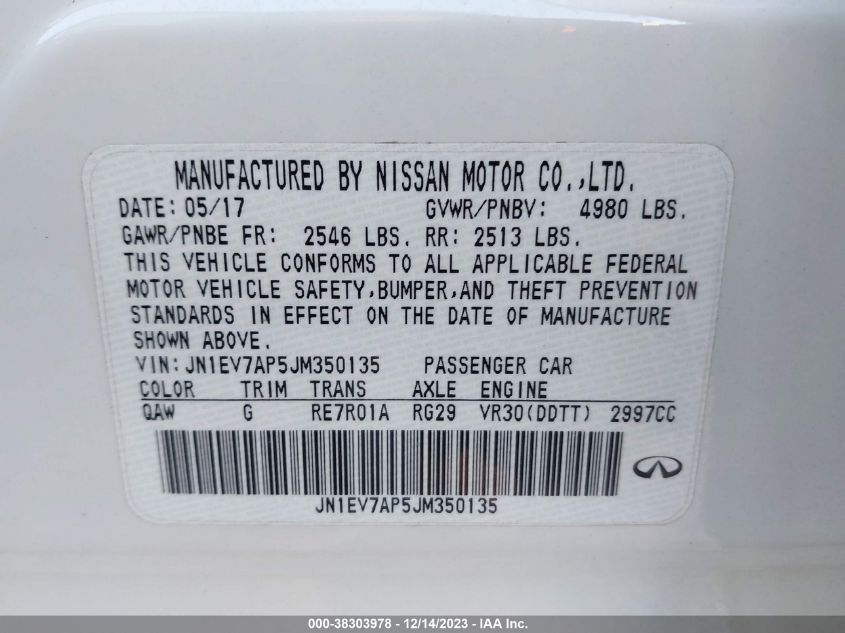 MANUFACTURED BY NISSAN MOTOR CO.,LTD.
DATE: 05/17 GVWR/PNBV: 4980 LBS.
GAWR/PNBE FR: 2546 LBS. RR: 2513 LBS.
THIS VEHICLE CONFORMS TO ALL APPLICABLE FEDERAL
MOTOR VEHICLE SAFETY,BUMPER,AND THEFT PREVENTION
STANDARDS IN EFFECT ON THE DATE OF MANUFACTURE
SHOWN ABOVE.
VIN:JN1EV7AP5JM350135 PASSENGER CAR
COLOR TRIM TRANS AXLE ENGINE
QAW G RE7R01A RG29 VR30(DDTT) 2997CC
JN1EV7AP5JM350135
000-38303978 - 12/14/2023 - IAA Inc.